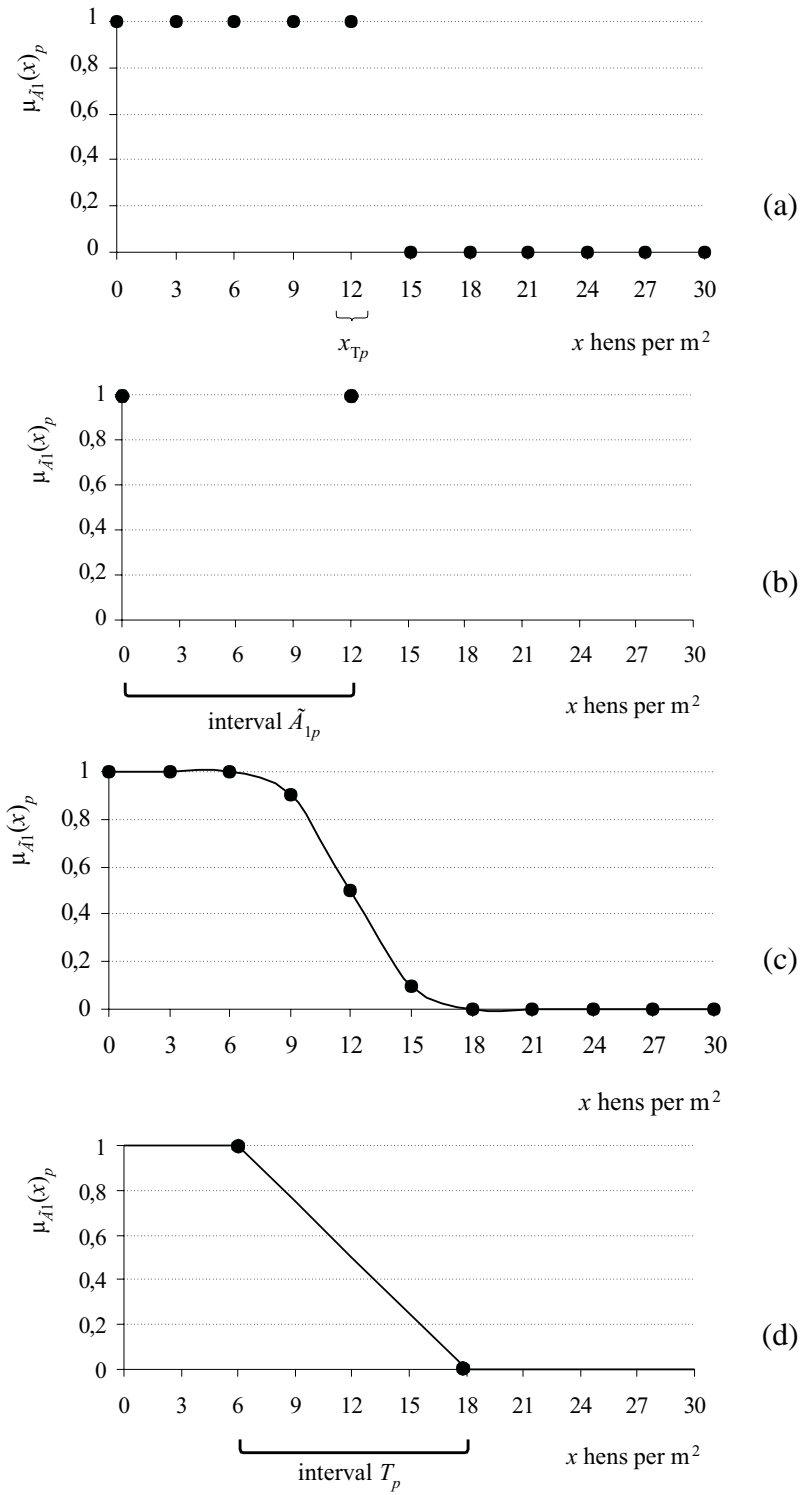 1
0,8
0,6
0,4
0,2
0
μÃ1(x)p
(a)
0 3 6 9 12 15 18 21 24 27 30
xTp
x hens per m²
1
0,8
0,6
0,4
0,2
0
μÃ1(x)p
(b)
0 3 6 9 12 15 18 21 24 27 30
x hens per m²
interval Ã1p
1
0,8
0,6
0,4
0,2
0
μÃ1(x)p
(c)
0 3 6 9 12 15 18 21 24 27 30
x hens per m²
1
0,8
0,6
0,4
0,2
0
μÃ1(x)p
(d)
0 3 6 9 12 15 18 21 24 27 30
x hens per m²
interval Tp